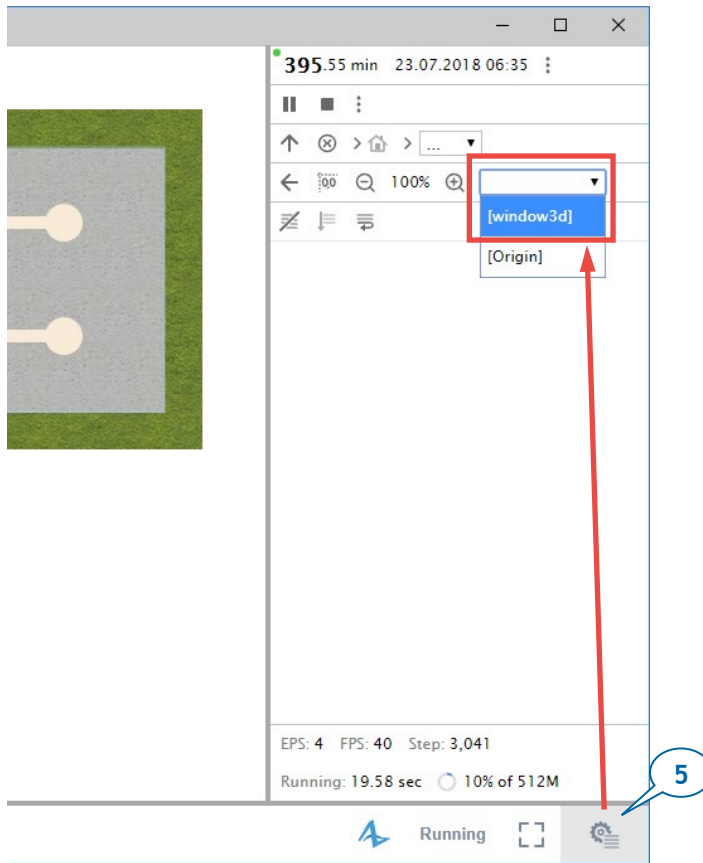 395.55 min 23.07.2018 06:35
...
100%
[window3d]
[Origin]
EPS: 4 FPS: 40 Step: 3,041
Running: 19.58 sec 10% of 512M
5
Running